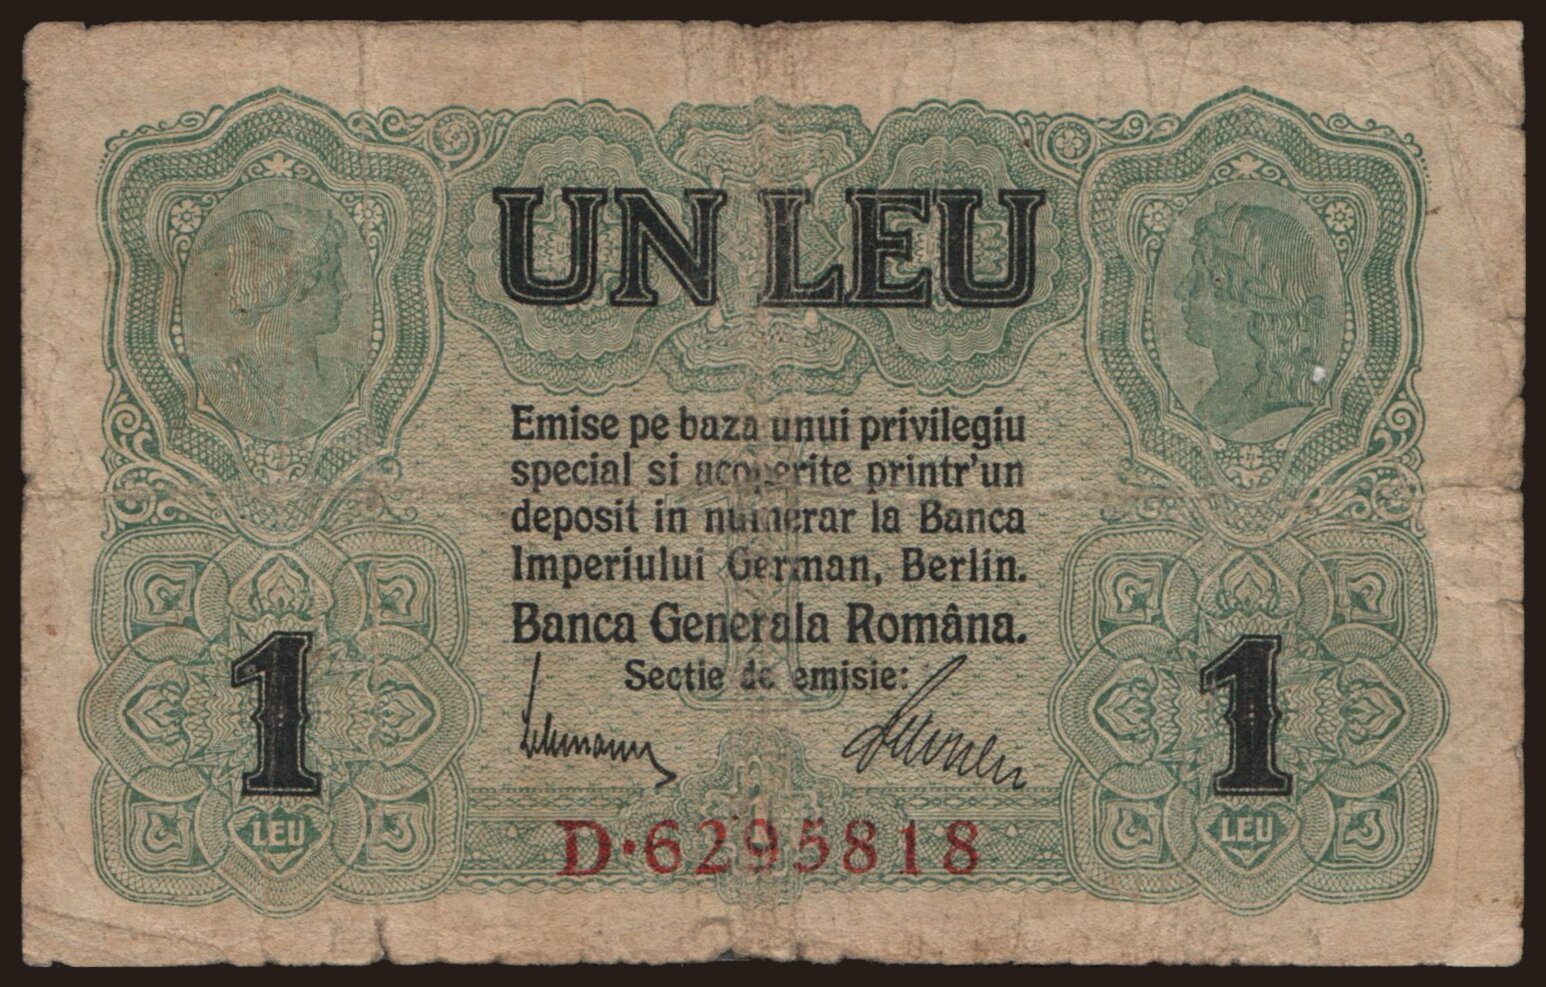 UN LEU
Emise pe baza unui privilegiu
special si acoperite printr'un
deposit in numerar la Banca
Imperiului German, Berlin.
Banca Generala Româna.
Sectie de emisie:
1
1
LEU
LEU
D·6295818